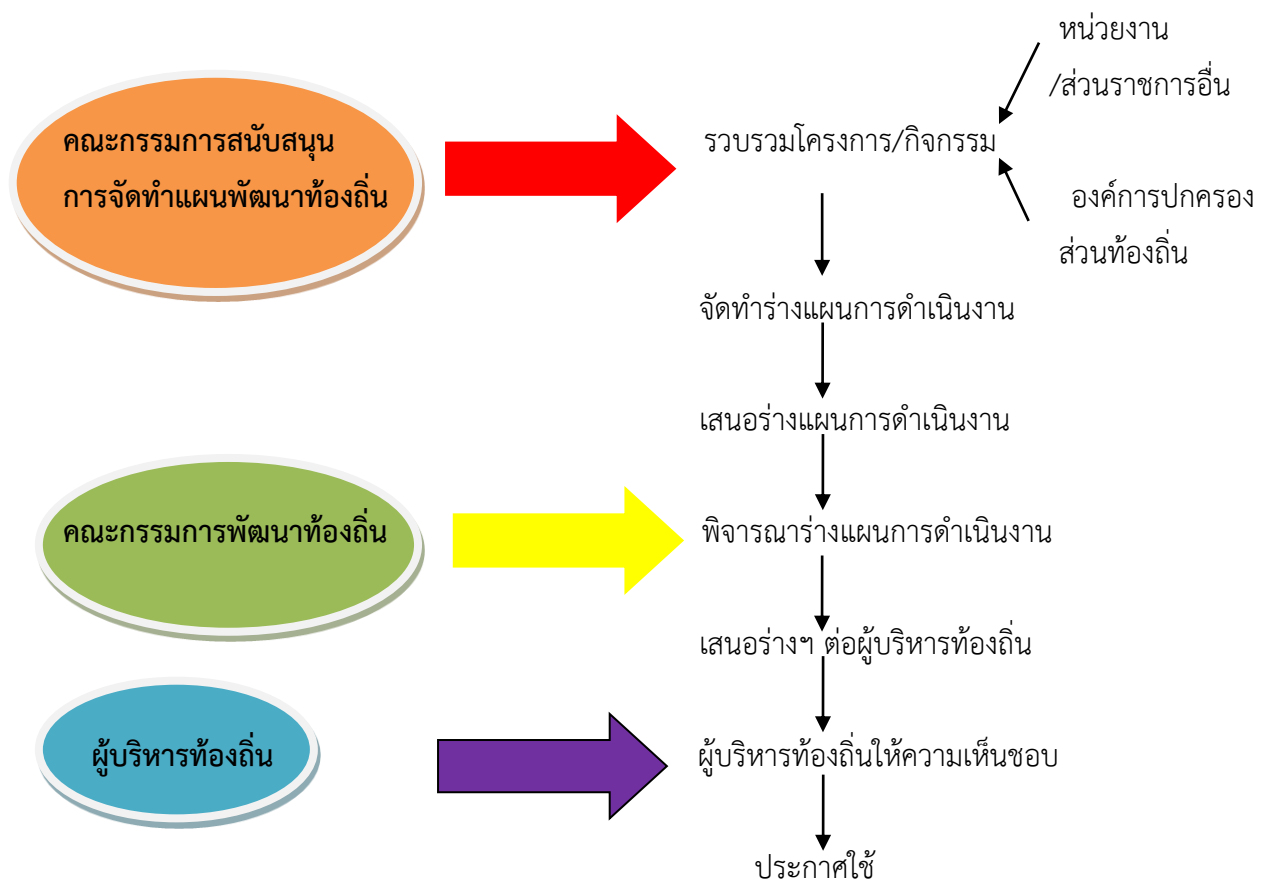 หน่วยงาน
/ส่วนราชการอื่น
คณะกรรมการสนับสนุน
การจัดทำแผนพัฒนาท้องถิ่น
รวบรวมโครงการ/กิจกรรม
องค์การปกครอง
ส่วนท้องถิ่น
จัดทำร่างแผนการดำเนินงาน
เสนอร่างแผนการดำเนินงาน
คณะกรรมการพัฒนาท้องถิ่น
พิจารณาร่างแผนการดำเนินงาน
เสนอร่างฯ ต่อผู้บริหารท้องถิ่น
ผู้บริหารท้องถิ่น
ผู้บริหารท้องถิ่นให้ความเห็นชอบ
ประกาศใช้